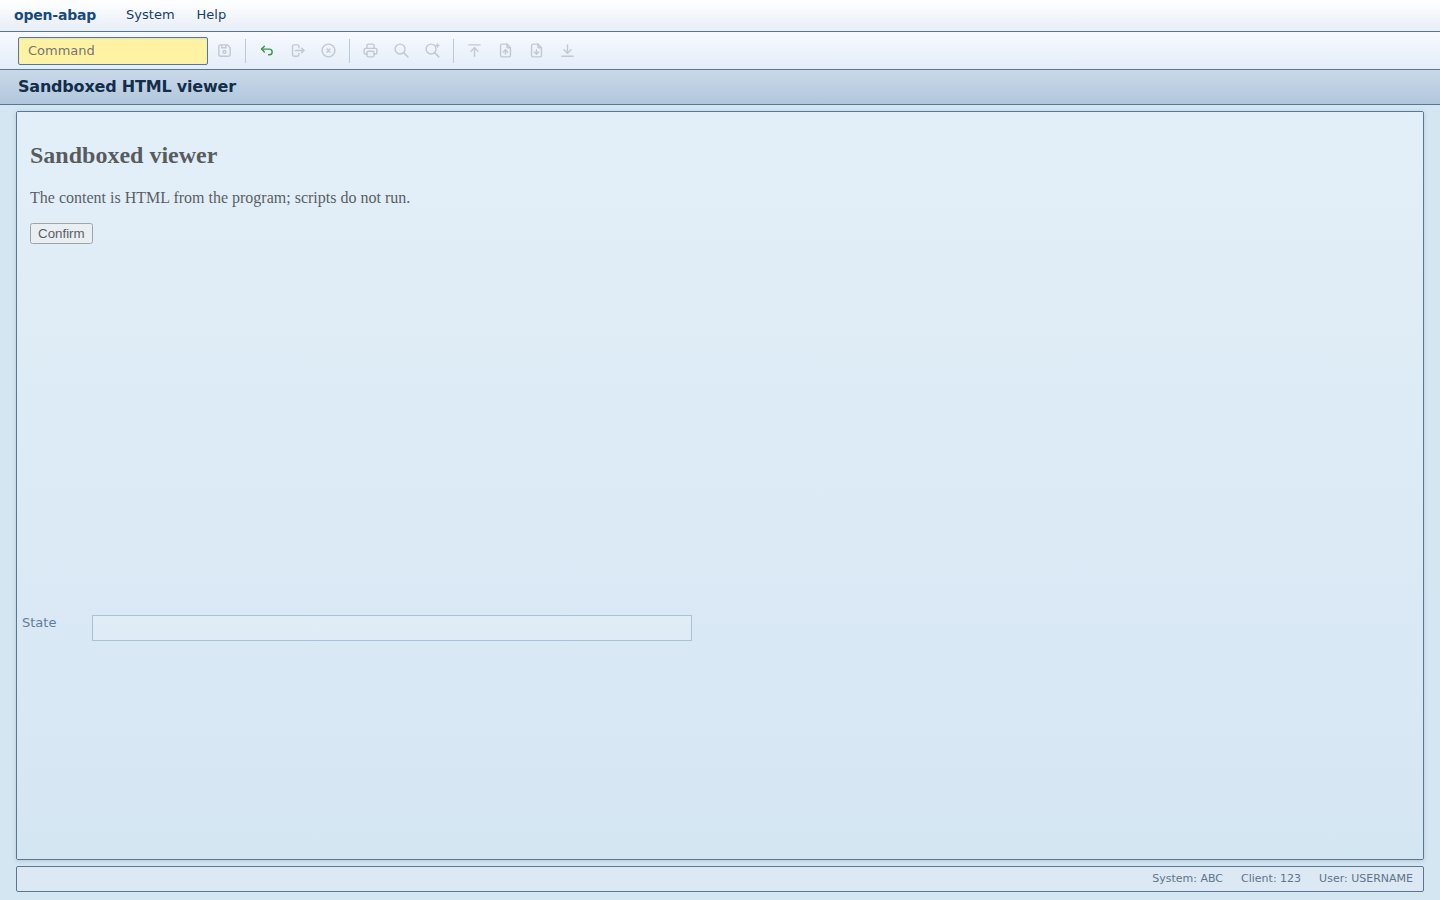 open-abap System Help
Command
Sandboxed HTML viewer
Sandboxed viewer
The content is HTML from the program; scripts do not run.
Confirm
State
System: ABC Client: 123 User: USERNAME